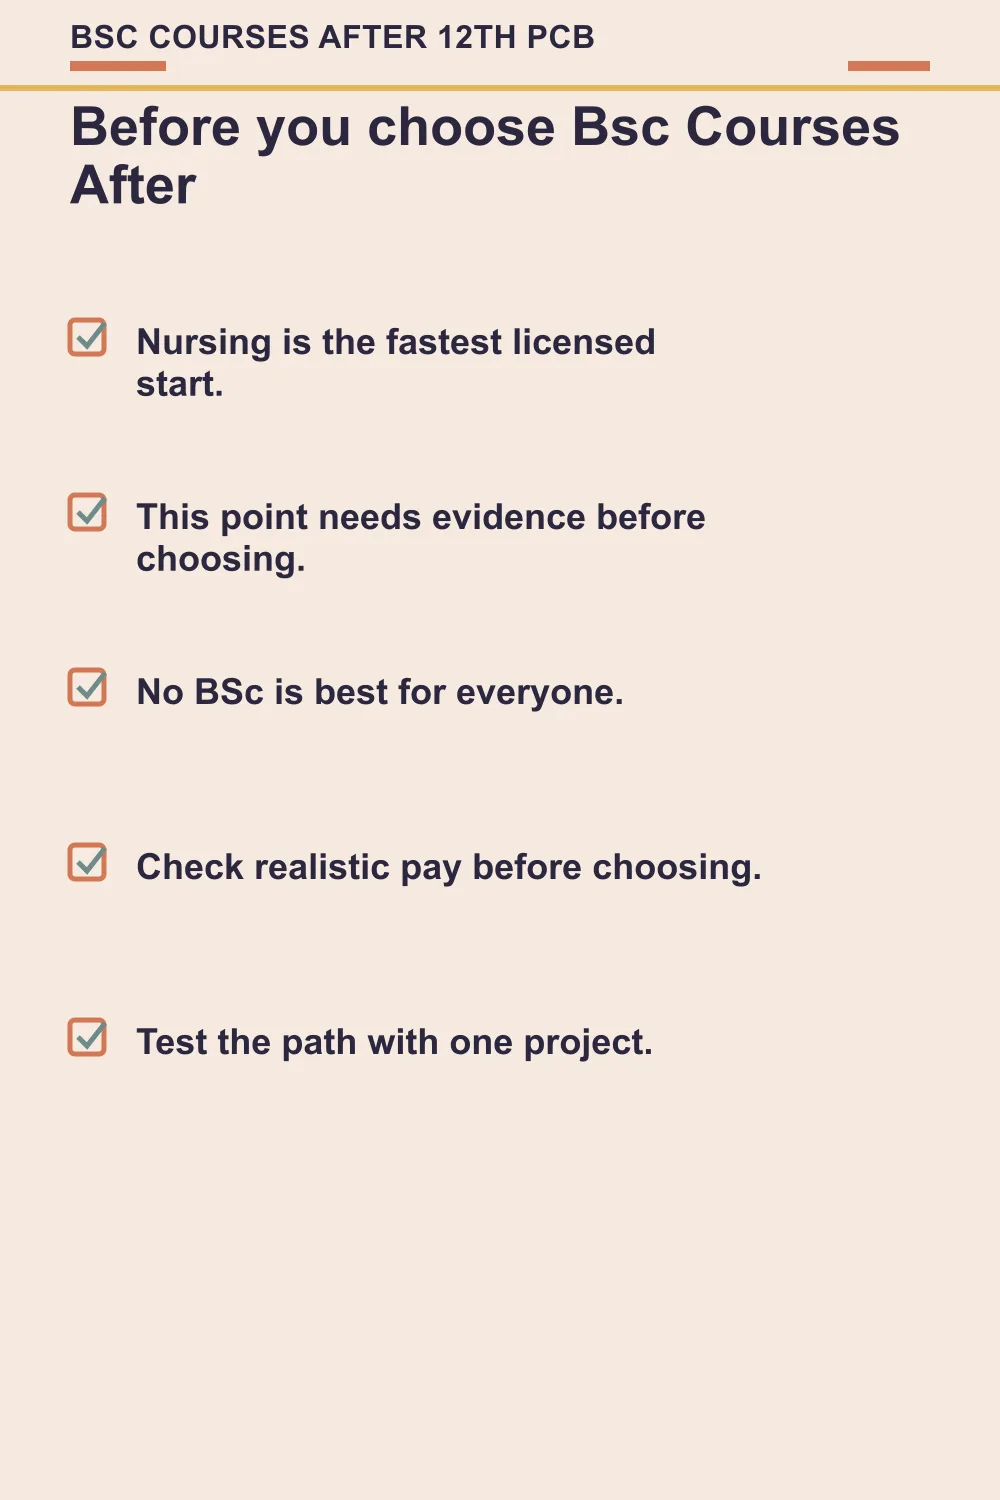 BSC COURSES AFTER 12TH PCB
Before you choose Bsc Courses
After
Nursing is the fastest licensed
start.
This point needs evidence before
choosing.
No BSc is best for everyone.
Check realistic pay before choosing.
Test the path with one project.